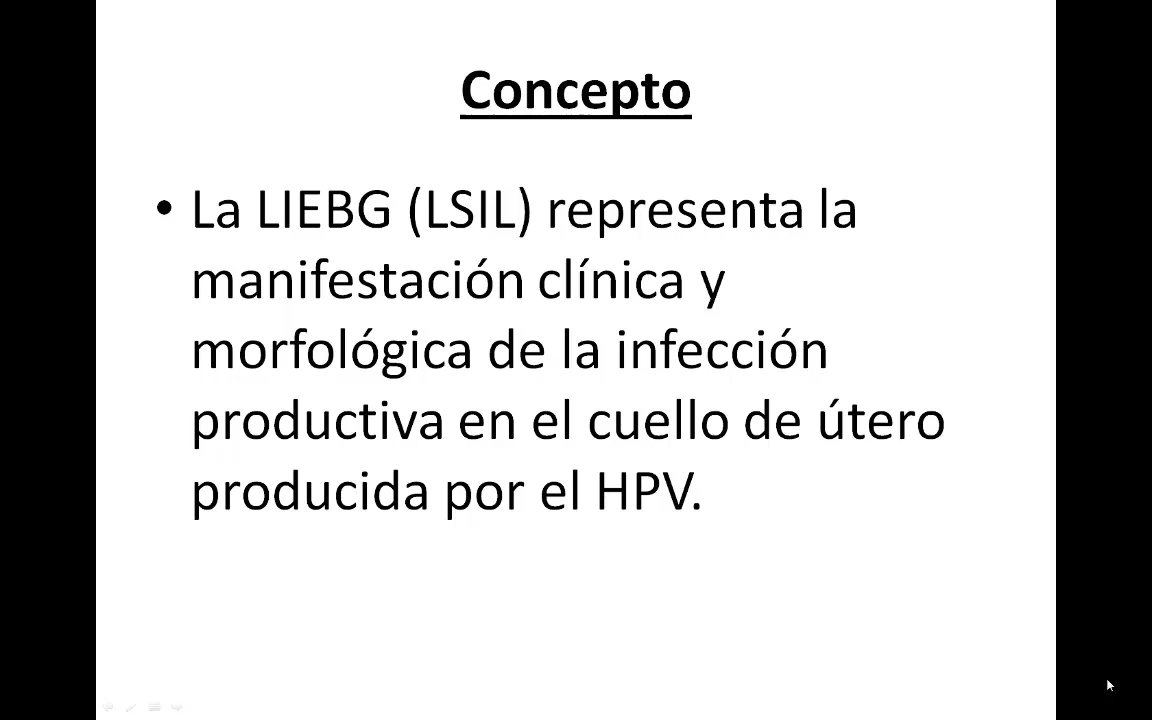 Concepto
• La LIEBG (LSIL) representa la
manifestación clínica y
morfológica de la infección
productiva en el cuello de útero
producida por el HPV.